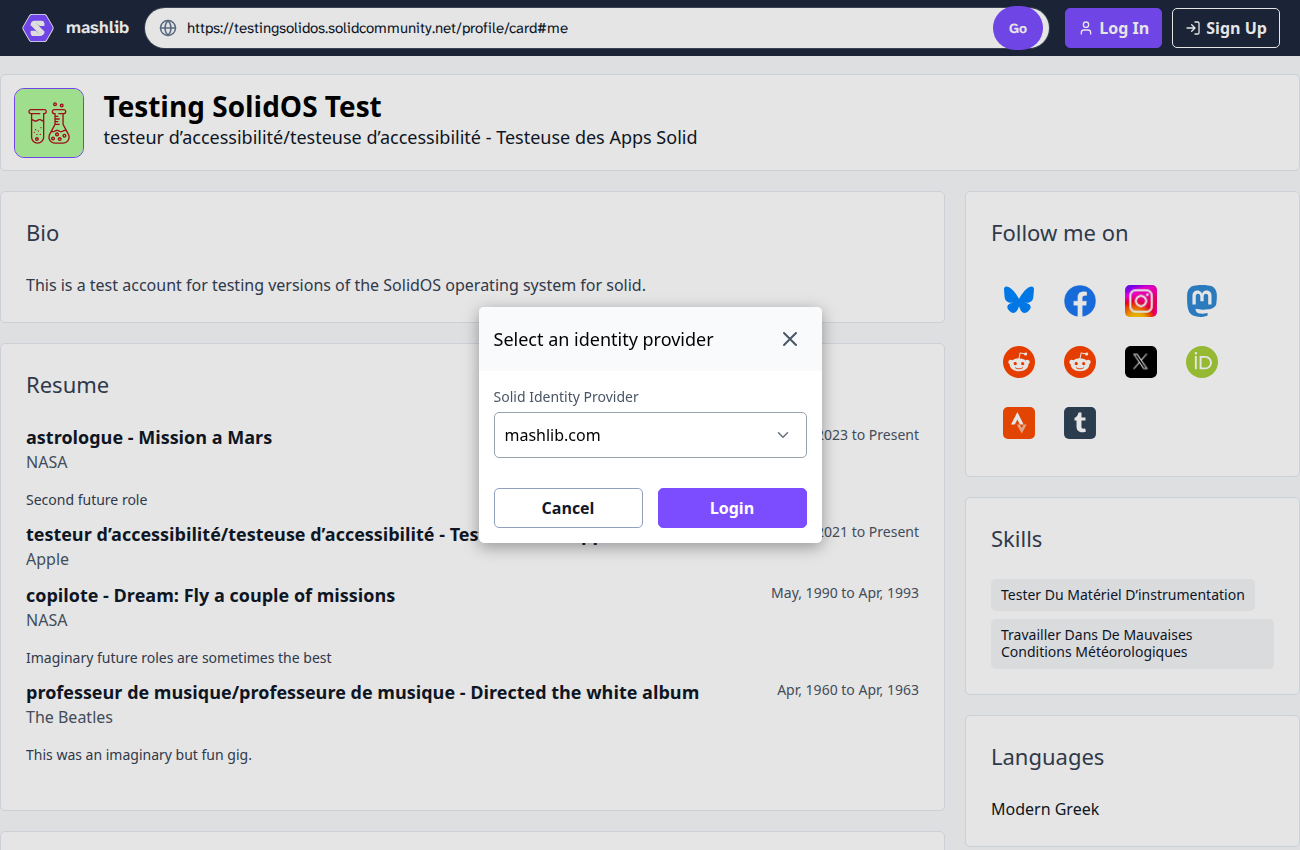 mashlib
https://testingsolidos.solidcommunity.net/profile/card#me
Go
Log In
Sign Up
Testing SolidOS Test
testeur d’accessibilité/testeuse d’accessibilité - Testeuse des Apps Solid
Bio
This is a test account for testing versions of the SolidOS operating system for solid.
Resume
astrologue - Mission a Mars
2023 to Present
NASA
Second future role
testeur d’accessibilité/testeuse d’accessibilité - Tes
2021 to Present
Apple
copilote - Dream: Fly a couple of missions
May, 1990 to Apr, 1993
NASA
Imaginary future roles are sometimes the best
professeur de musique/professeure de musique - Directed the white album
Apr, 1960 to Apr, 1963
The Beatles
This was an imaginary but fun gig.
Select an identity provider
Solid Identity Provider
mashlib.com
Cancel
Login
Follow me on
iD
Skills
Tester Du Matériel D’instrumentation
Travailler Dans De Mauvaises
Conditions Météorologiques
Languages
Modern Greek